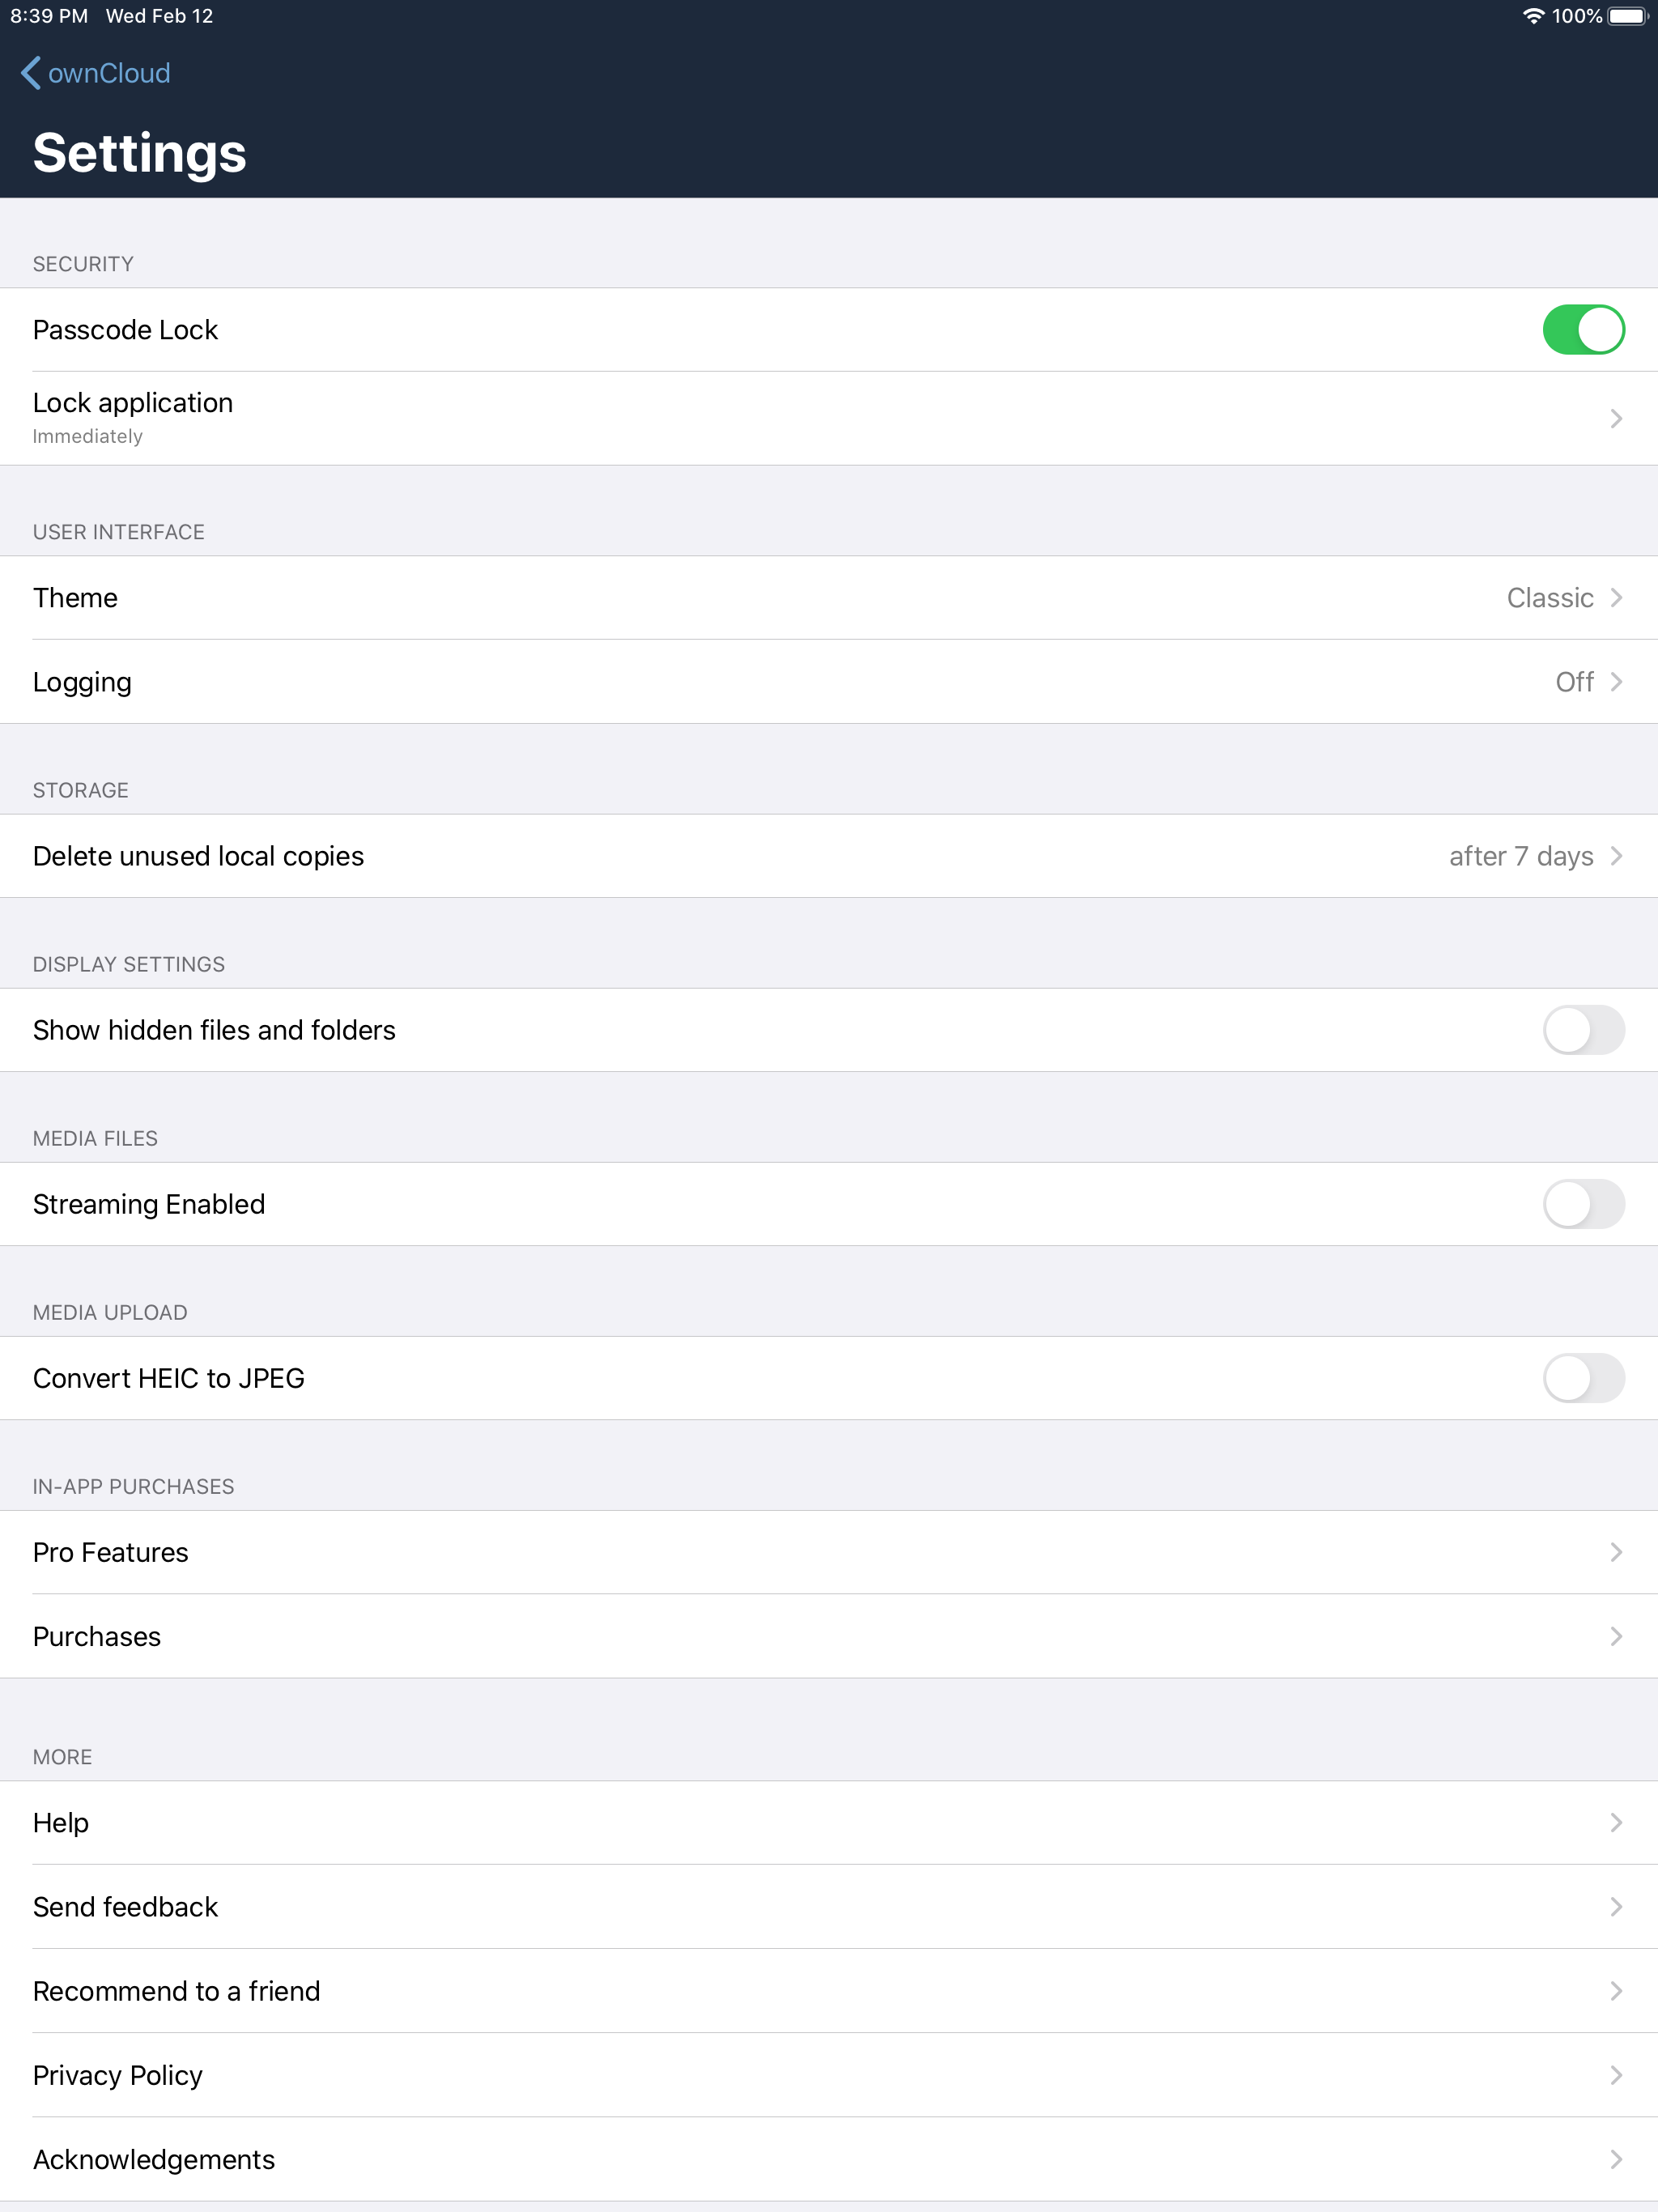 8:39 PM Wed Feb 12 100%
ownCloud
Settings
SECURITY
Passcode Lock
Lock application
Immediately
USER INTERFACE
Theme Classic
Logging Off
STORAGE
Delete unused local copies after 7 days
DISPLAY SETTINGS
Show hidden files and folders
MEDIA FILES
Streaming Enabled
MEDIA UPLOAD
Convert HEIC to JPEG
IN-APP PURCHASES
Pro Features
Purchases
MORE
Help
Send feedback
Recommend to a friend
Privacy Policy
Acknowledgements